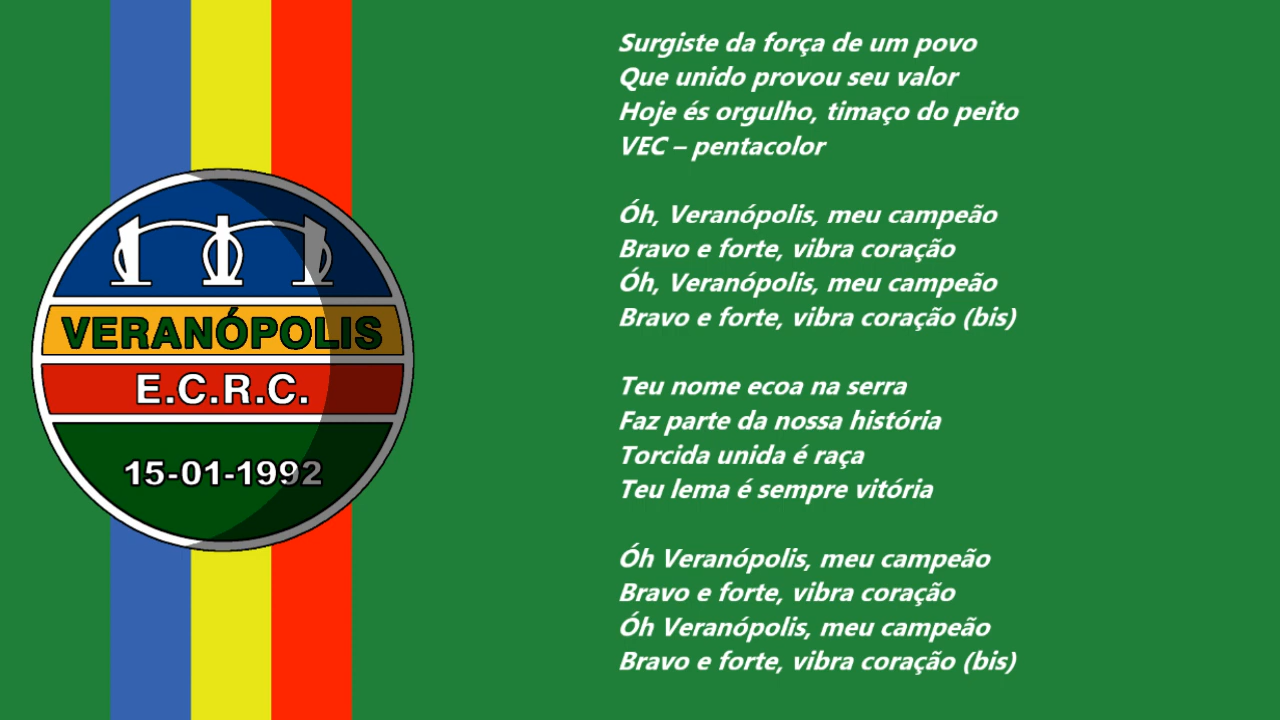 VERANÓPOLIS
E.C.R.C.
15-01-1992
Surgiste da força de um povo
Que unido provou seu valor
Hoje és orgulho, timaço do peito
VEC – pentacolor
Óh, Veranópolis, meu campeão
Bravo e forte, vibra coração
Óh, Veranópolis, meu campeão
Bravo e forte, vibra coração (bis)
Teu nome ecoa na serra
Faz parte da nossa história
Torcida unida é raça
Teu lema é sempre vitória
Óh Veranópolis, meu campeão
Bravo e forte, vibra coração
Óh Veranópolis, meu campeão
Bravo e forte, vibra coração (bis)